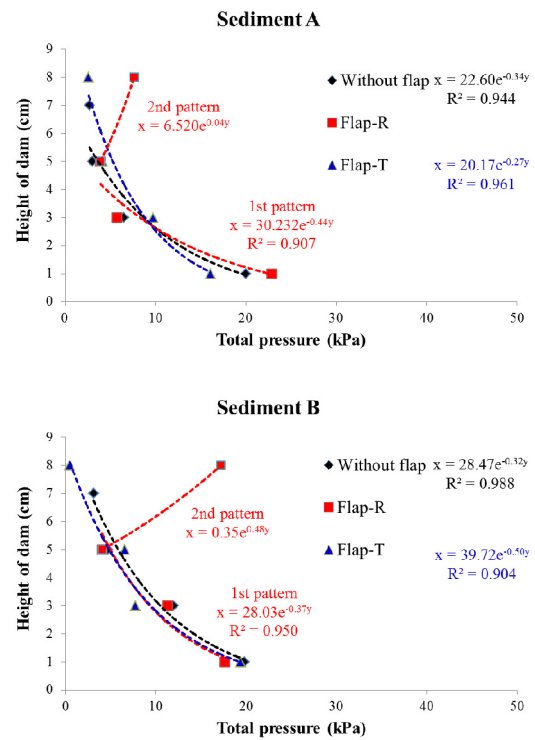 Sediment A
Height of dam (cm)
9
8
7
6
5
4
3
2
1
0
0 10 20 30 40 50
Total pressure (kPa)
2nd pattern
x = 6.520e^0.04y
1st pattern
x = 30.232e^-0.44y
R² = 0.907
Without flap x = 22.60e^-0.34y
R² = 0.944
Flap-R
Flap-T x = 20.17e^-0.27y
R² = 0.961
Sediment B
Height of dam (cm)
9
8
7
6
5
4
3
2
1
0
0 10 20 30 40 50
Total pressure (kPa)
2nd pattern
x = 0.35e^0.48y
1st pattern
x = 28.03e^-0.37y
R² = 0.950
Without flap x = 28.47e^-0.32y
R² = 0.988
Flap-R
Flap-T x = 39.72e^-0.50y
R² = 0.904